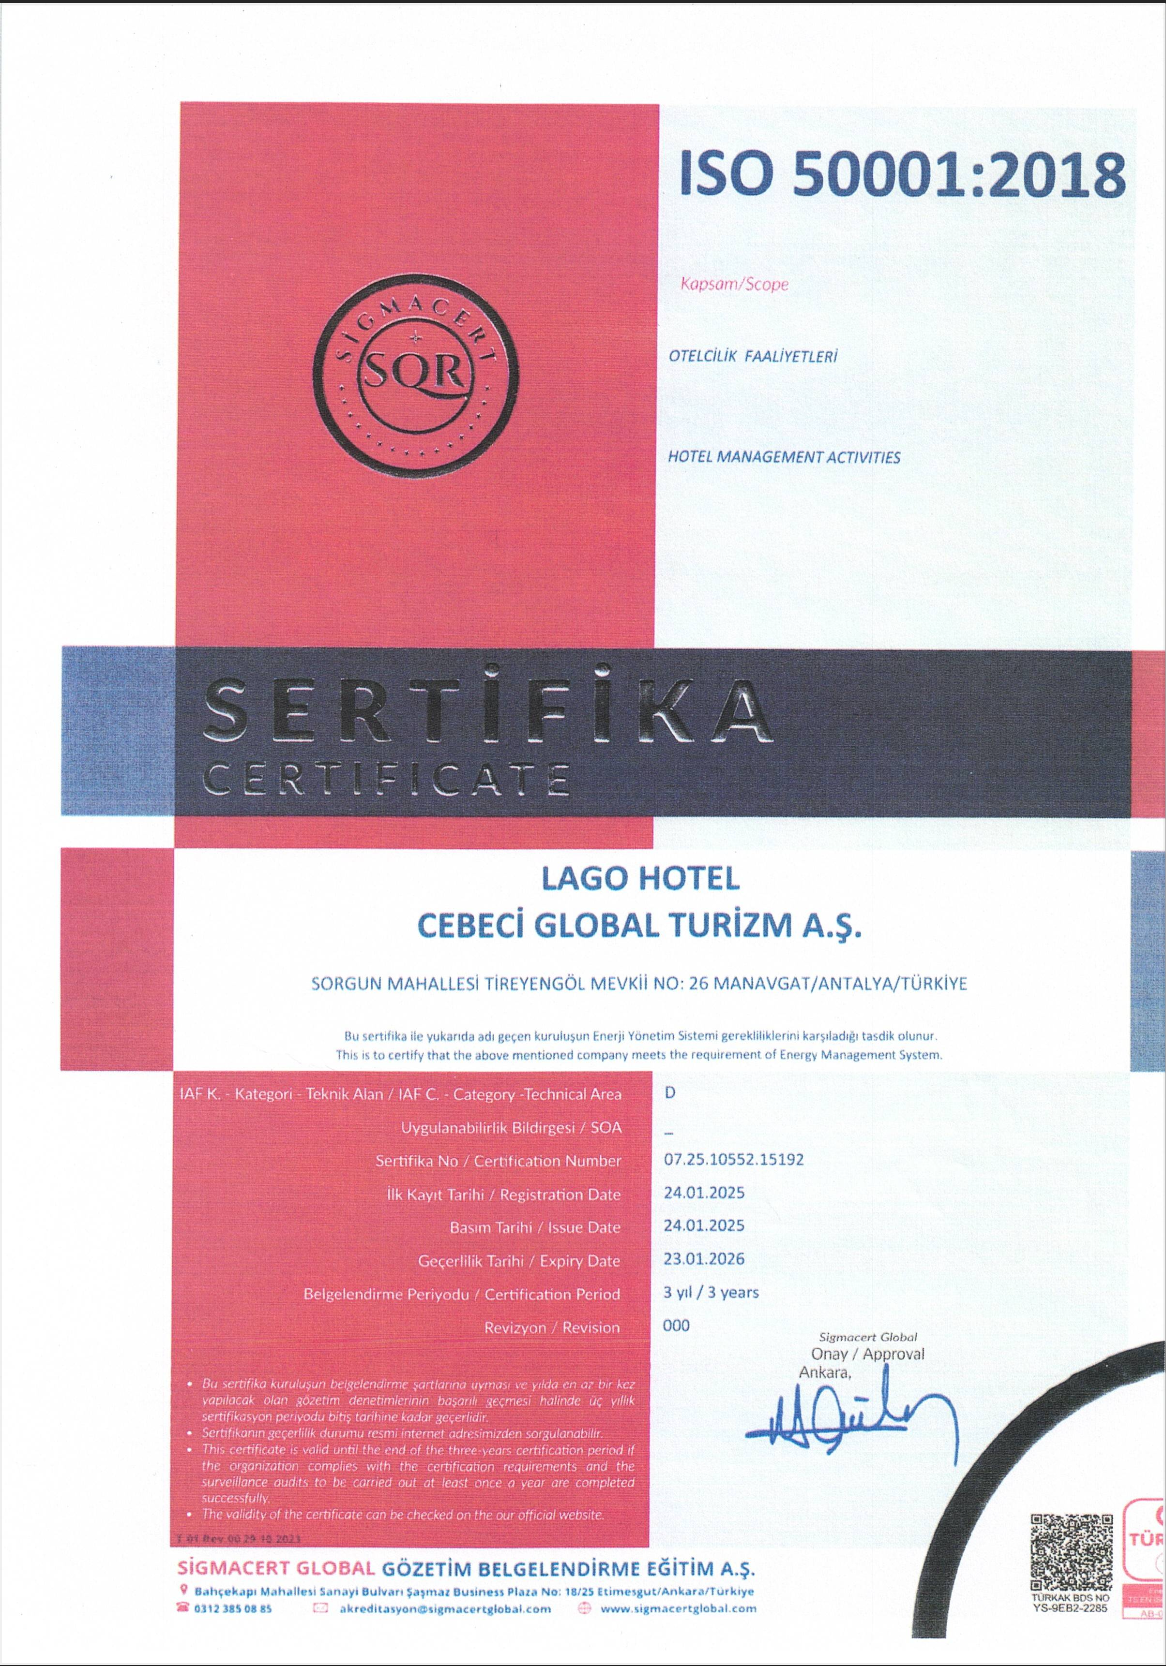 ISO 50001:2018
Kapsam/Scope
SİGMACERT
SQR
OTELCİLİK FAALİYETLERİ
HOTEL MANAGEMENT ACTIVITIES
SERTİFİKA
CERTIFICATE
LAGO HOTEL
CEBECİ GLOBAL TURİZM A.Ş.
SORGUN MAHALLESİ TİREYENGÖL MEVKİİ NO: 26 MANAVGAT/ANTALYA/TÜRKİYE
Bu sertifika ile yukarıda adı geçen kuruluşun Enerji Yönetim Sistemi gerekliliklerini karşıladığı tasdik olunur.
This is to certify that the above mentioned company meets the requirement of Energy Management System.
IAF K. - Kategori - Teknik Alan / IAF C. - Category -Technical Area D
Uygulanabilirlik Bildirgesi / SOA _
Sertifika No / Certification Number 07.25.10552.15192
İlk Kayıt Tarihi / Registration Date 24.01.2025
Basım Tarihi / Issue Date 24.01.2025
Geçerlilik Tarihi / Expiry Date 23.01.2026
Belgelendirme Periyodu / Certification Period 3 yıl / 3 years
Revizyon / Revision 000
Sigmacert Global
Onay / Approval
Ankara,
• Bu sertifika kuruluşun belgelendirme şartlarına uyması ve yılda en az bir kez
yapılacak olan gözetim denetimlerinin başarılı geçmesi halinde üç yıllık
sertifikasyon periyodu bitiş tarihine kadar geçerlidir.
• Sertifikanın geçerlilik durumu resmi internet adresimizden sorgulanabilir.
• This certificate is valid until the end of the three-years certification period if
the organization complies with the certification requirements and the
surveillance audits to be carried out at least once a year are completed
successfully.
• The validity of the certificate can be checked on the our official website.
T 01 Rev.00 29.10.2023
SİGMACERT GLOBAL GÖZETİM BELGELENDİRME EĞİTİM A.Ş.
Bahçekapı Mahallesi Sanayi Bulvarı Şaşmaz Business Plaza No: 18/25 Etimesgut/Ankara/Türkiye
0312 385 08 85 akreditasyon@sigmacertglobal.com www.sigmacertglobal.com
TÜRKAK BDS NO
YS-9EB2-2285
TÜR
AB-0